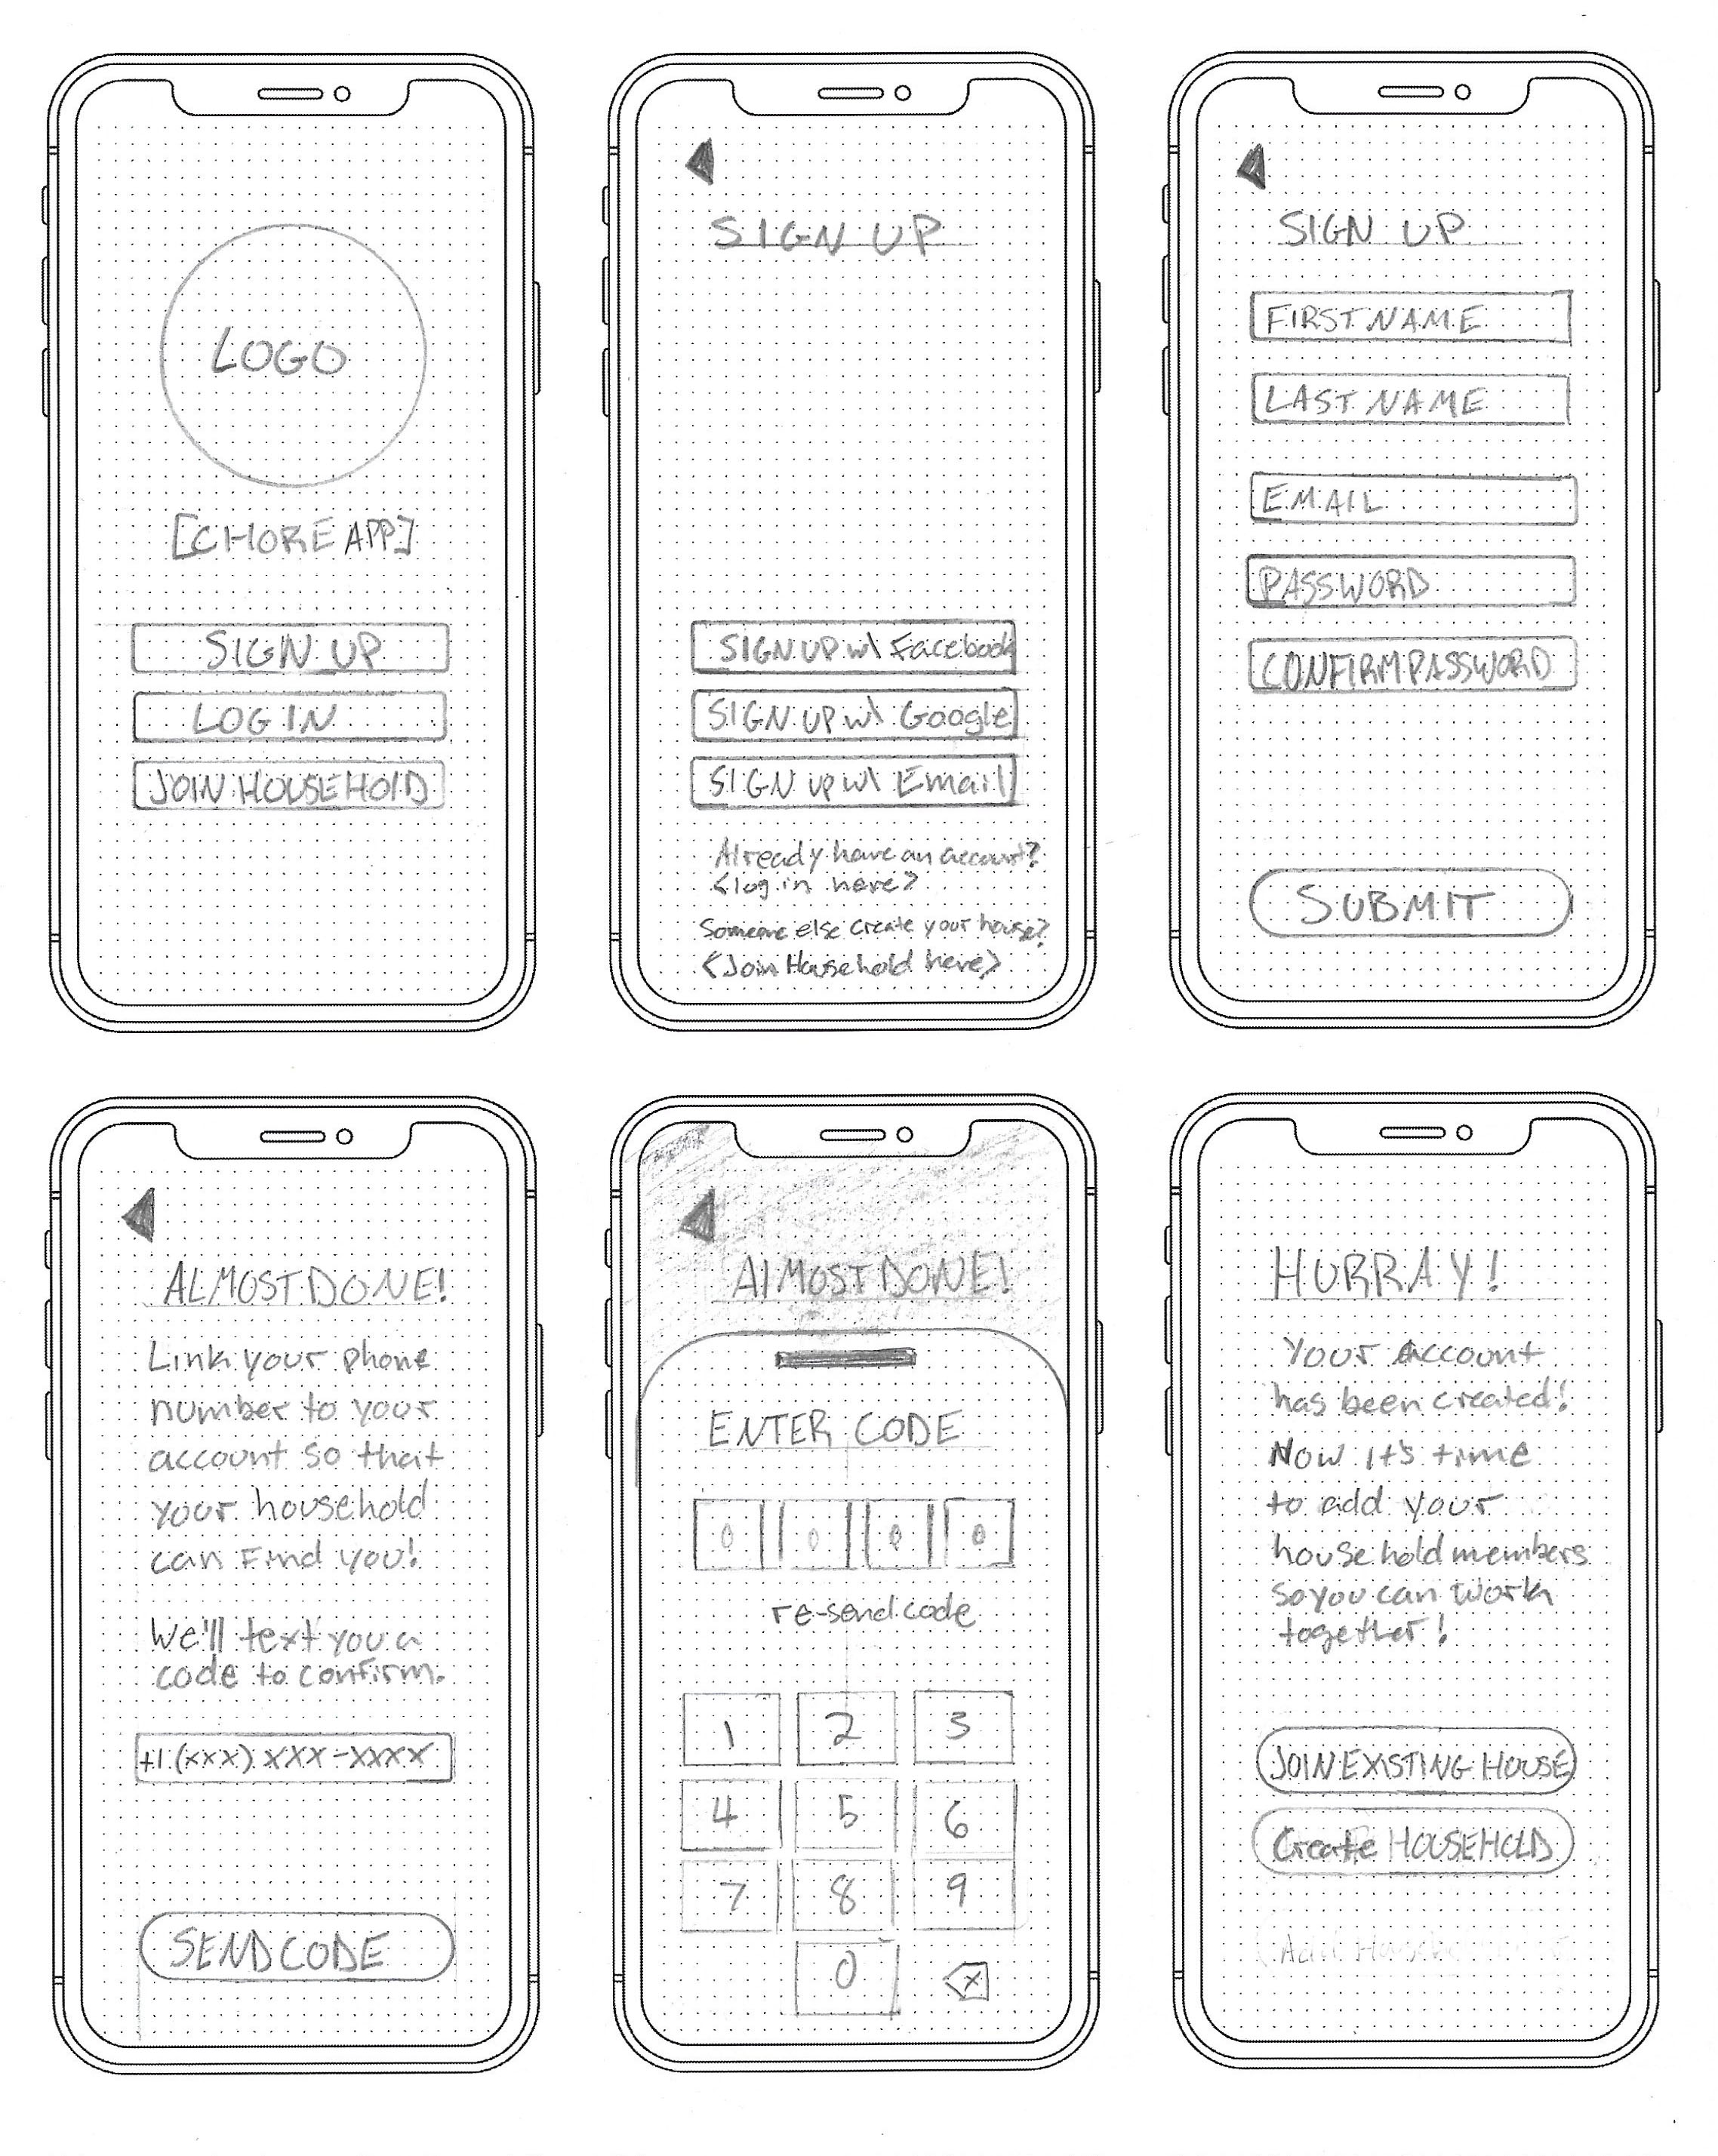 LOGO
[CHORE APP]
SIGN UP
LOG IN
JOIN HOUSEHOLD
SIGN UP
SIGN UP w\ Facebook
SIGN UP w\ Google
SIGN up w\ Email
Already have an account?
<log in here>
Someone else create your house?
<Join Household here>
SIGN UP
FIRST NAME
LAST NAME
EMAIL
PASSWORD
CONFIRM PASSWORD
SUBMIT
ALMOST DONE!
Link your phone
number to your
account so that
your household
can Find you!
We'll text you a
code to confirm.
+1 (xxx) xxx-xxxx
SEND CODE
AlMOST DONE!
ENTER CODE
0 0 0 0
re-send code
1 2 3
4 5 6
7 8 9
0 X
HURRAY!
Your account
has been created!
Now it's time
to add your
household members
so you can work
together!
JOIN EXISTING HOUSE
Create HOUSEHOLD
Add